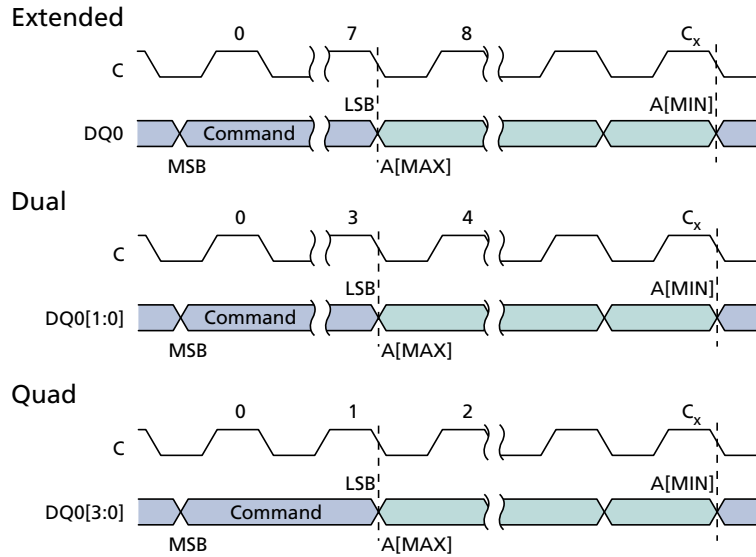 Extended
0 7 8 Cx
C
LSB A[MIN]
DQ0 Command
MSB A[MAX]
Dual
0 3 4 Cx
C
LSB A[MIN]
DQ0[1:0] Command
MSB A[MAX]
Quad
0 1 2 Cx
C
LSB A[MIN]
DQ0[3:0] Command
MSB A[MAX]